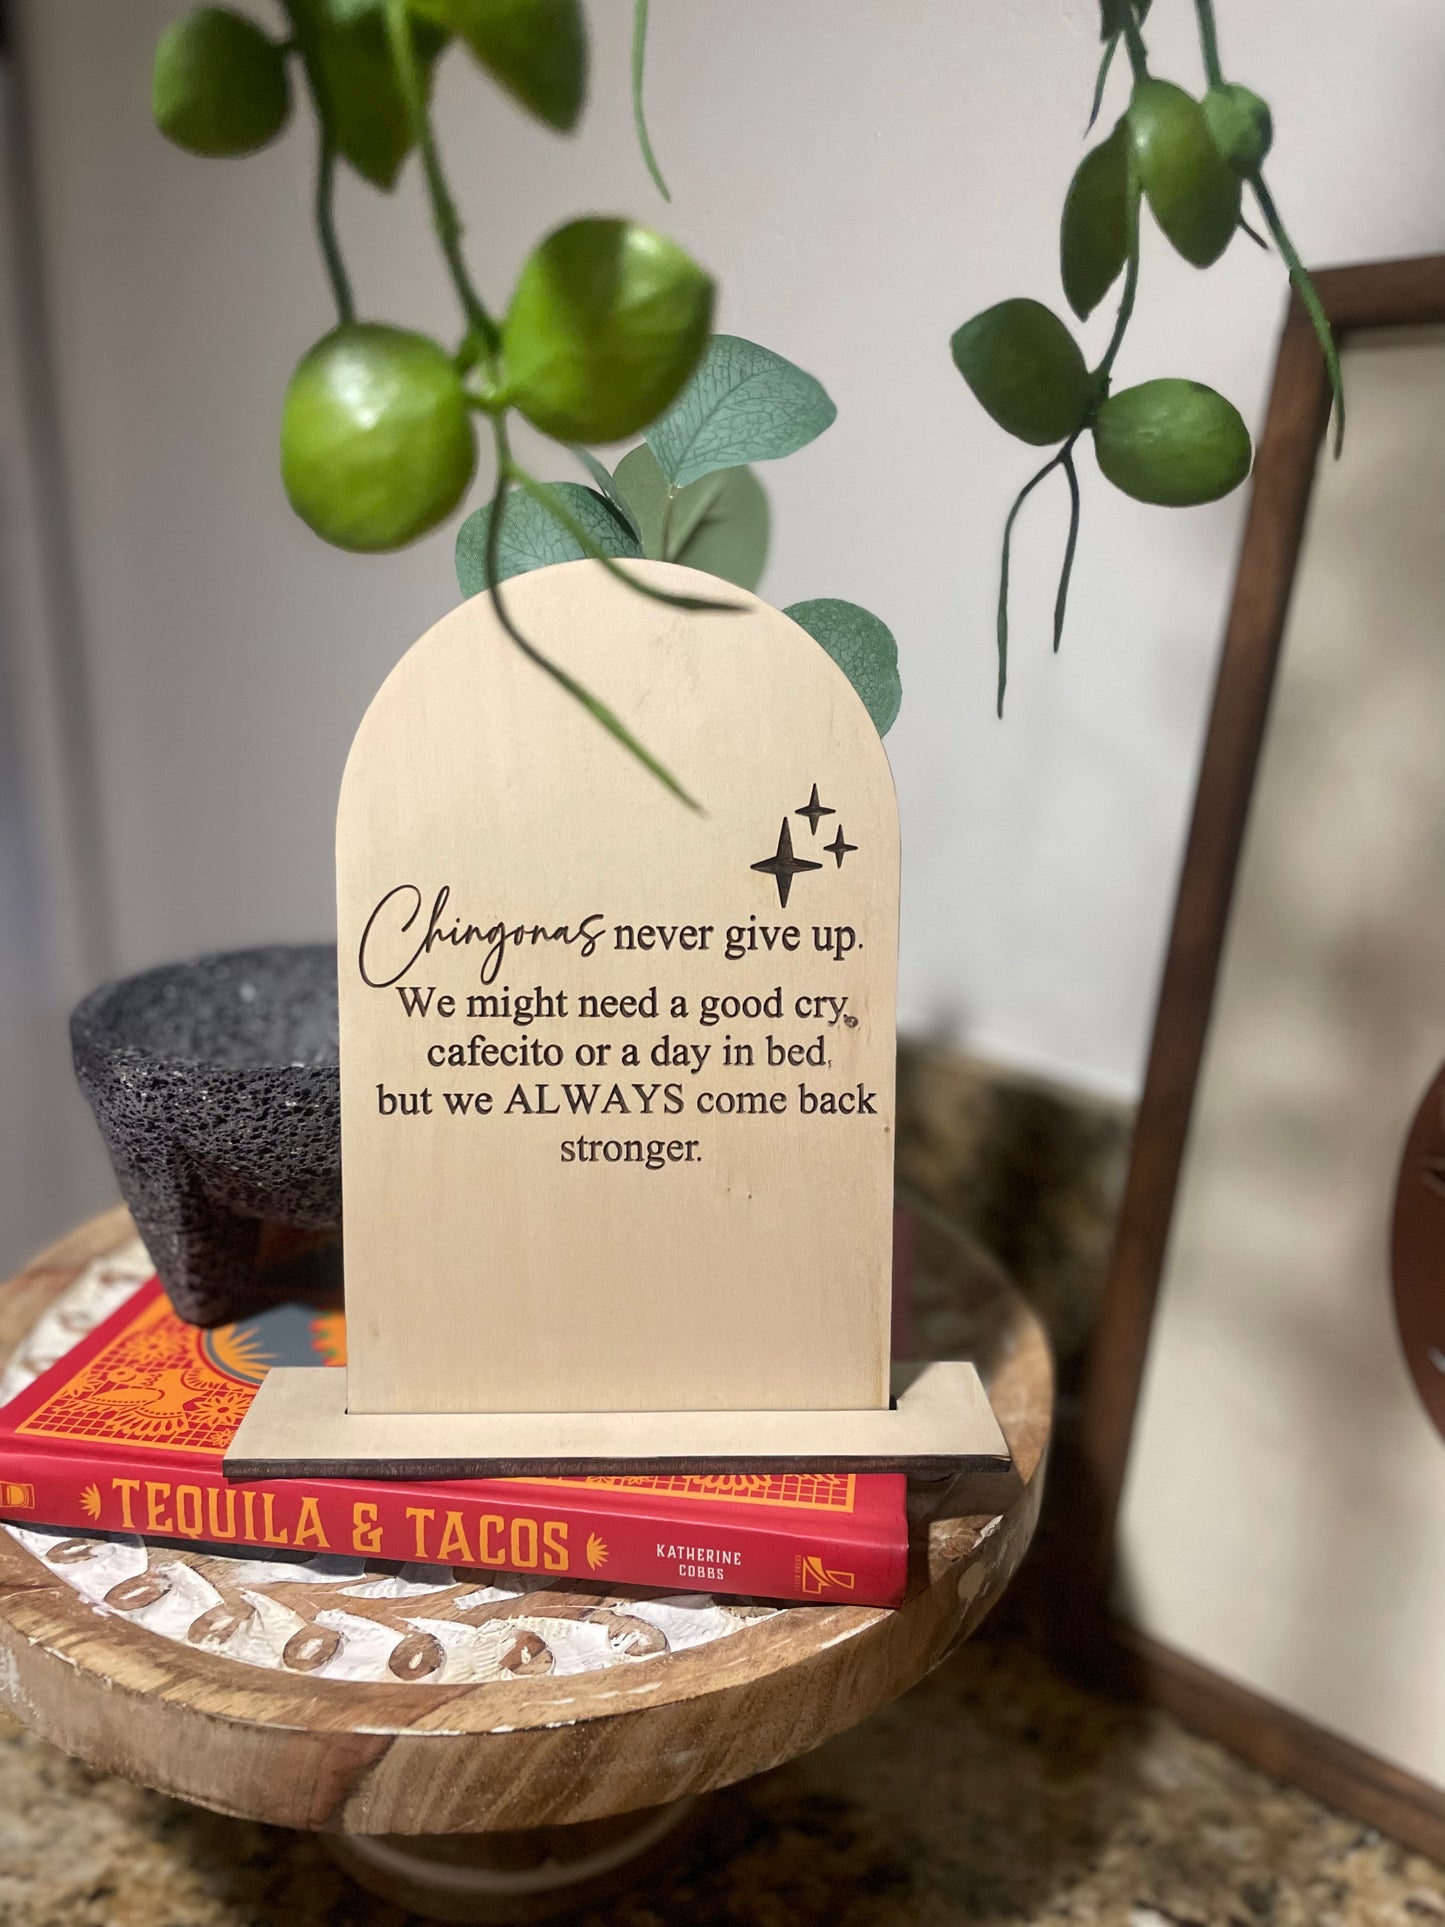 Chingonas never give up.
We might need a good cry,
cafecito or a day in bed,
but we ALWAYS come back
stronger.
TEQUILA & TACOS
KATHERINE
COBBS